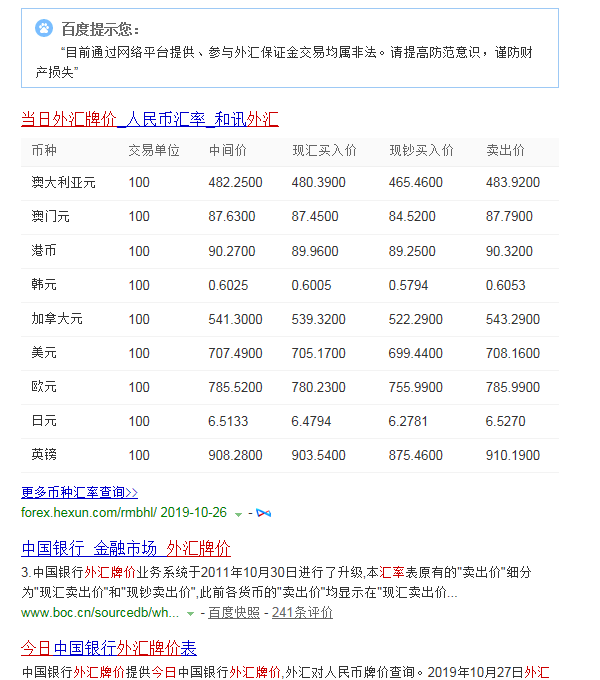 百度提示您：
“目前通过网络平台提供、参与外汇保证金交易均属非法。请提高防范意识，谨防财
产损失”
当日外汇牌价_人民币汇率_和讯外汇
币种 交易单位 中间价 现汇买入价 现钞买入价 卖出价
澳大利亚元 100 482.2500 480.3900 465.4600 483.9200
澳门元 100 87.6300 87.4500 84.5200 87.7900
港币 100 90.2700 89.9600 89.2500 90.3200
韩元 100 0.6025 0.6005 0.5794 0.6053
加拿大元 100 541.3000 539.3200 522.2900 543.2900
美元 100 707.4900 705.1700 699.4400 708.1600
欧元 100 785.5200 780.2300 755.9900 785.9900
日元 100 6.5133 6.4794 6.2781 6.5270
英镑 100 908.2800 903.5400 875.4600 910.1900
更多币种汇率查询>>
forex.hexun.com/rmbhl/ 2019-10-26 -
中国银行_金融市场_外汇牌价
3.中国银行外汇牌价业务系统于2011年10月30日进行了升级,本汇率表原有的"卖出价"细分
为"现汇卖出价"和"现钞卖出价",此前各货币的"卖出价"均显示在"现汇卖出价...
www.boc.cn/sourcedb/wh... - 百度快照 - 241条评价
今日中国银行外汇牌价表
中国银行外汇牌价提供今日中国银行外汇牌价,外汇对人民币牌价查询。2019年10月27日外汇